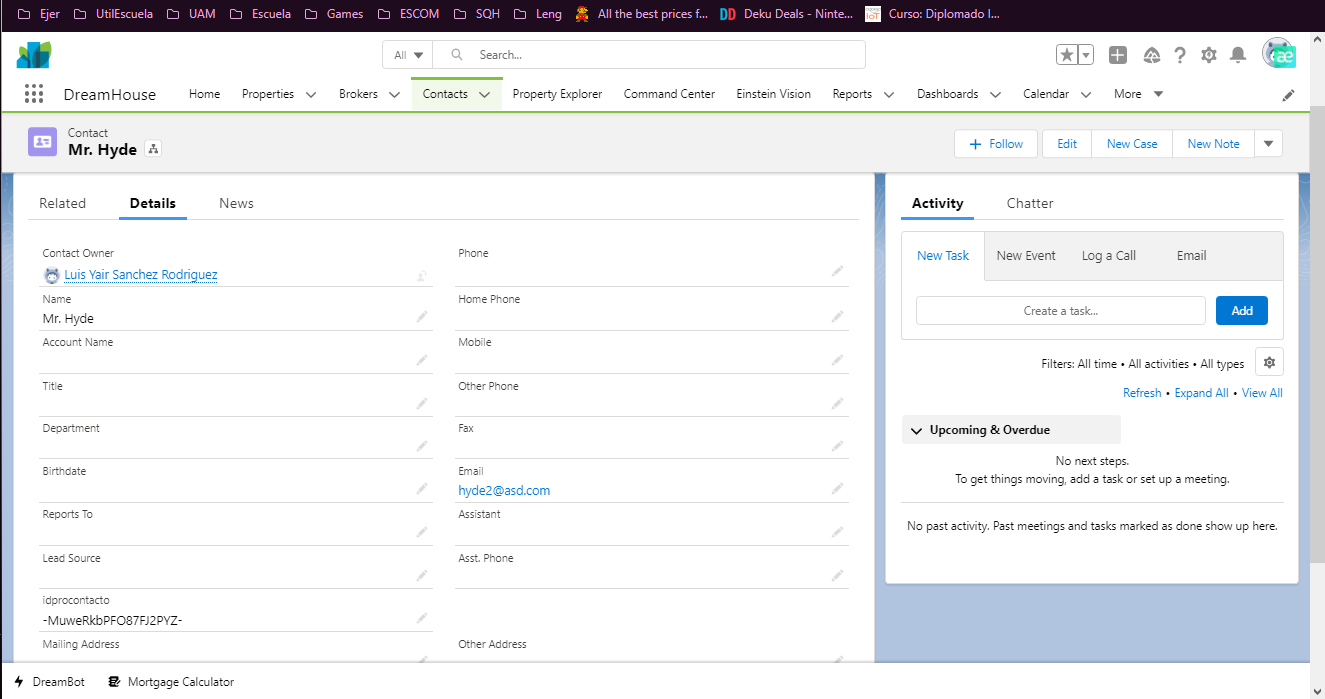 Ejer UtilEscuela UAM Escuela Games ESCOM SQH Leng All the best prices f... DD Deku Deals - Ninte... Curso: Diplomado I...
All Search...
ae
DreamHouse Home Properties Brokers Contacts Property Explorer Command Center Einstein Vision Reports Dashboards Calendar More
Contact
Mr. Hyde
Follow Edit New Case New Note
Related Details News
Activity Chatter
Contact Owner
Luis Yair Sanchez Rodriguez
Phone
Name
Mr. Hyde
Home Phone
Account Name
Mobile
Title
Other Phone
Department
Fax
Birthdate
Email
hyde2@asd.com
Reports To
Assistant
Lead Source
Asst. Phone
idprocontacto
-MuweRkbPFO87FJ2PYZ-
Mailing Address
Other Address
New Task New Event Log a Call Email
Create a task... Add
Filters: All time • All activities • All types
Refresh • Expand All • View All
Upcoming & Overdue
No next steps.
To get things moving, add a task or set up a meeting.
No past activity. Past meetings and tasks marked as done show up here.
DreamBot Mortgage Calculator